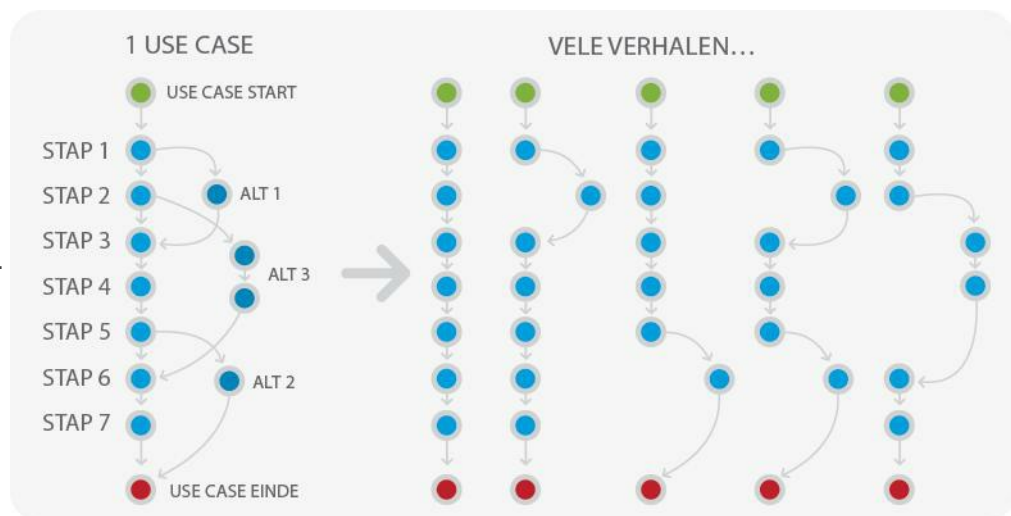 1 USE CASE
VELE VERHALEN...
USE CASE START
STAP 1
STAP 2
ALT 1
STAP 3
ALT 3
STAP 4
STAP 5
STAP 6
ALT 2
STAP 7
USE CASE EINDE